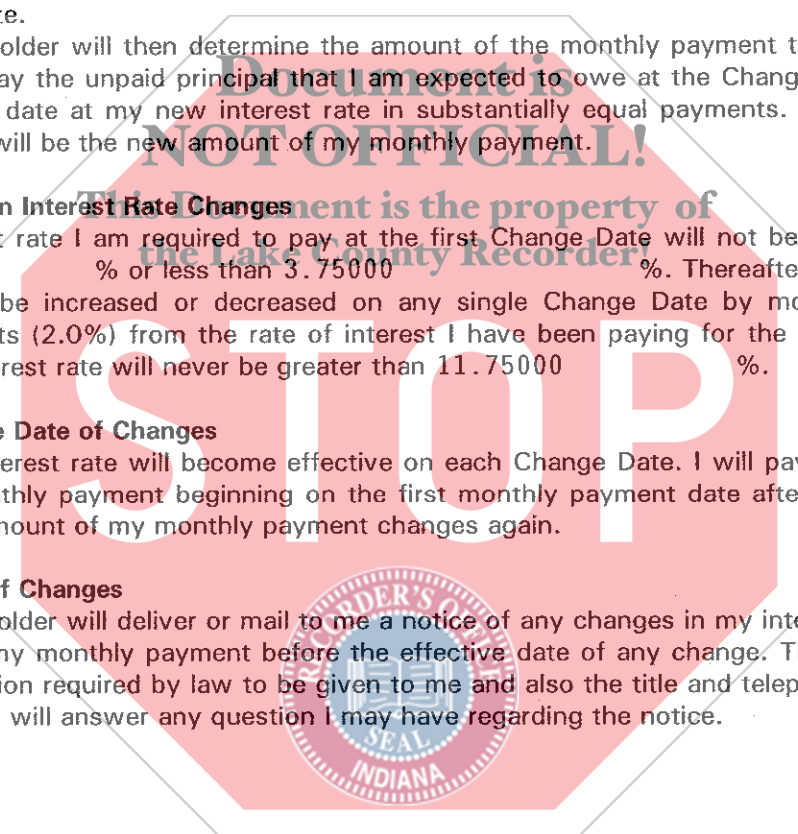 ze.
older will then determine the amount of the monthly payment t
ay the unpaid principal that I am expected to owe at the Chang
date at my new interest rate in substantially equal payments.
will be the new amount of my monthly payment.
Document is
NOT OFFICIAL!
This Document is the property of
the Lake County Recorder!
n Interest Rate Changes
t rate I am required to pay at the first Change Date will not be
% or less than 3.75000 %. Thereafte
be increased or decreased on any single Change Date by mo
ts (2.0%) from the rate of interest I have been paying for the
rest rate will never be greater than 11.75000 %.
STOP
e Date of Changes
erest rate will become effective on each Change Date. I will pay
thly payment beginning on the first monthly payment date afte
mount of my monthly payment changes again.
f Changes
older will deliver or mail to me a notice of any changes in my inte
ny monthly payment before the effective date of any change. T
ion required by law to be given to me and also the title and telep
will answer any question I may have regarding the notice.
RECORDER'S OFFICE
SEAL
INDIANA